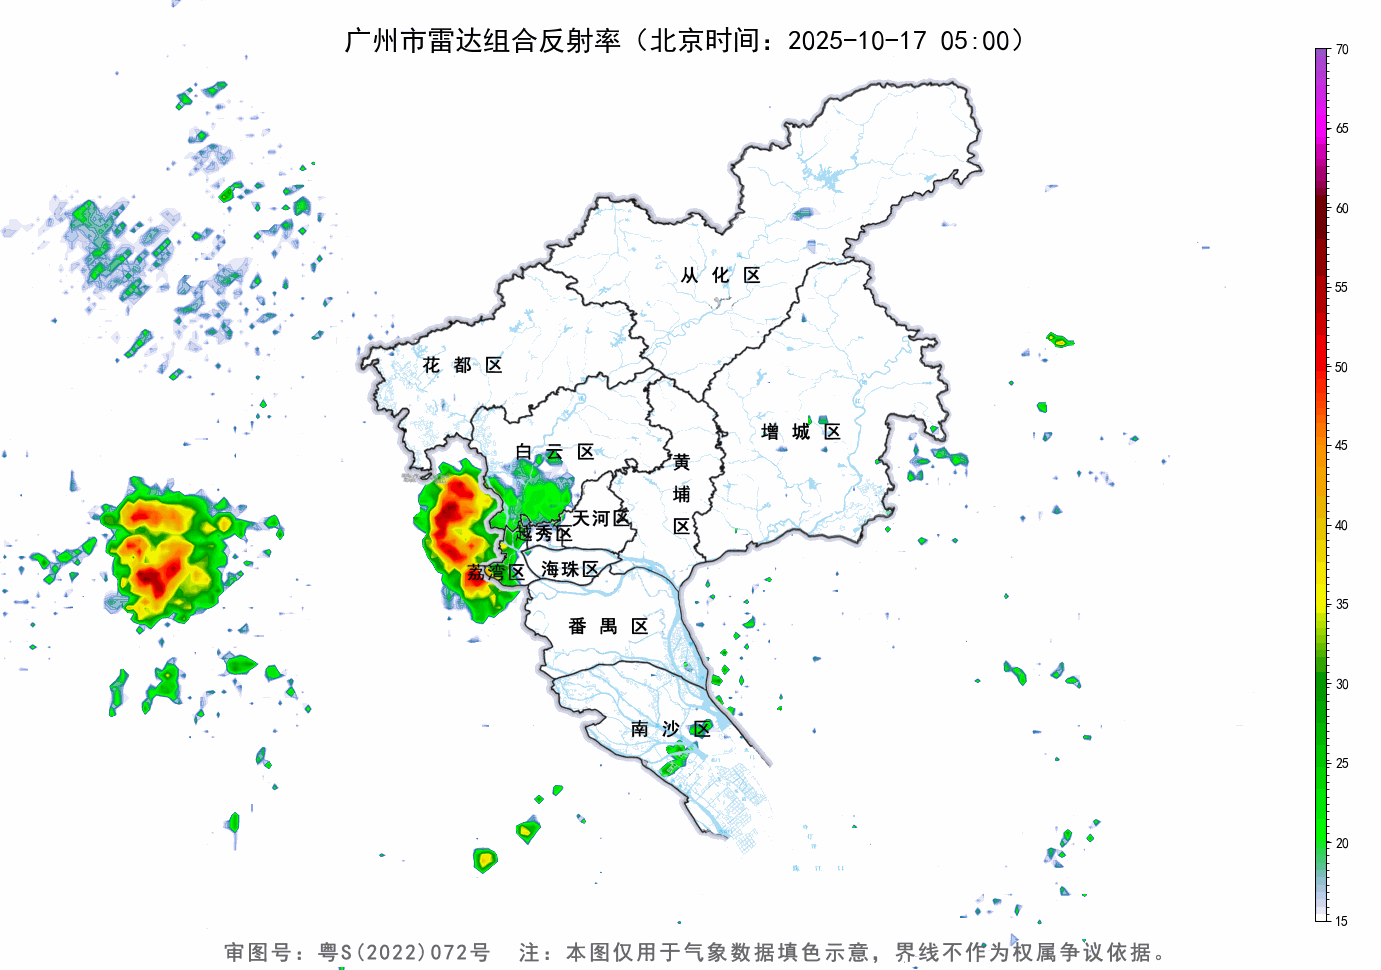 广州市雷达组合反射率（北京时间：2025-10-17 05:00）
70
65
60
55
50
45
40
35
30
25
20
15
从化区
花都区
增城区
白云区
黄埔区
天河区
越秀区
海珠区
荔湾区
番禺区
南沙区
审图号：粤S(2022)072号 注：本图仅用于气象数据填色示意，界线不作为权属争议依据。